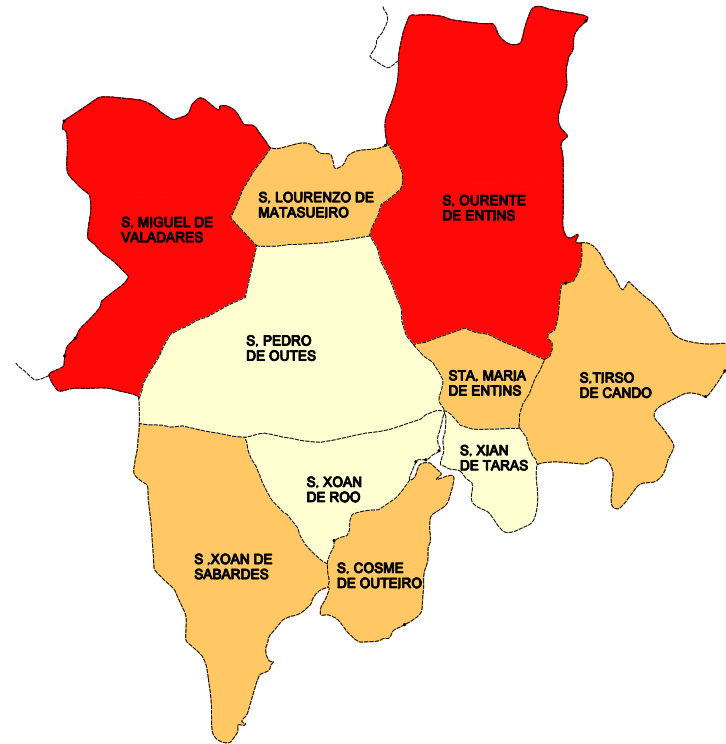 S, LOURENZO DE
MATASUEIRO
S, OURENTE
DE ENTINS
S, MIGUEL DE
VALADARES
S, PEDRO
DE OUTES
STA, MARIA
DE ENTINS
S,TIRSO
DE CANDO
S, XIAN
DE TARAS
S, XOAN
DE ROO
S ,XOAN DE
SABARDES
S, COSME
DE OUTEIRO